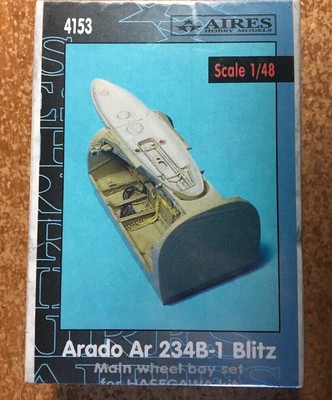 4153
AIRES
HOBBY MODELS
Scale 1/48
Arado Ar 234B-1 Blitz
Main wheel bay set
for HASEGAWA kit